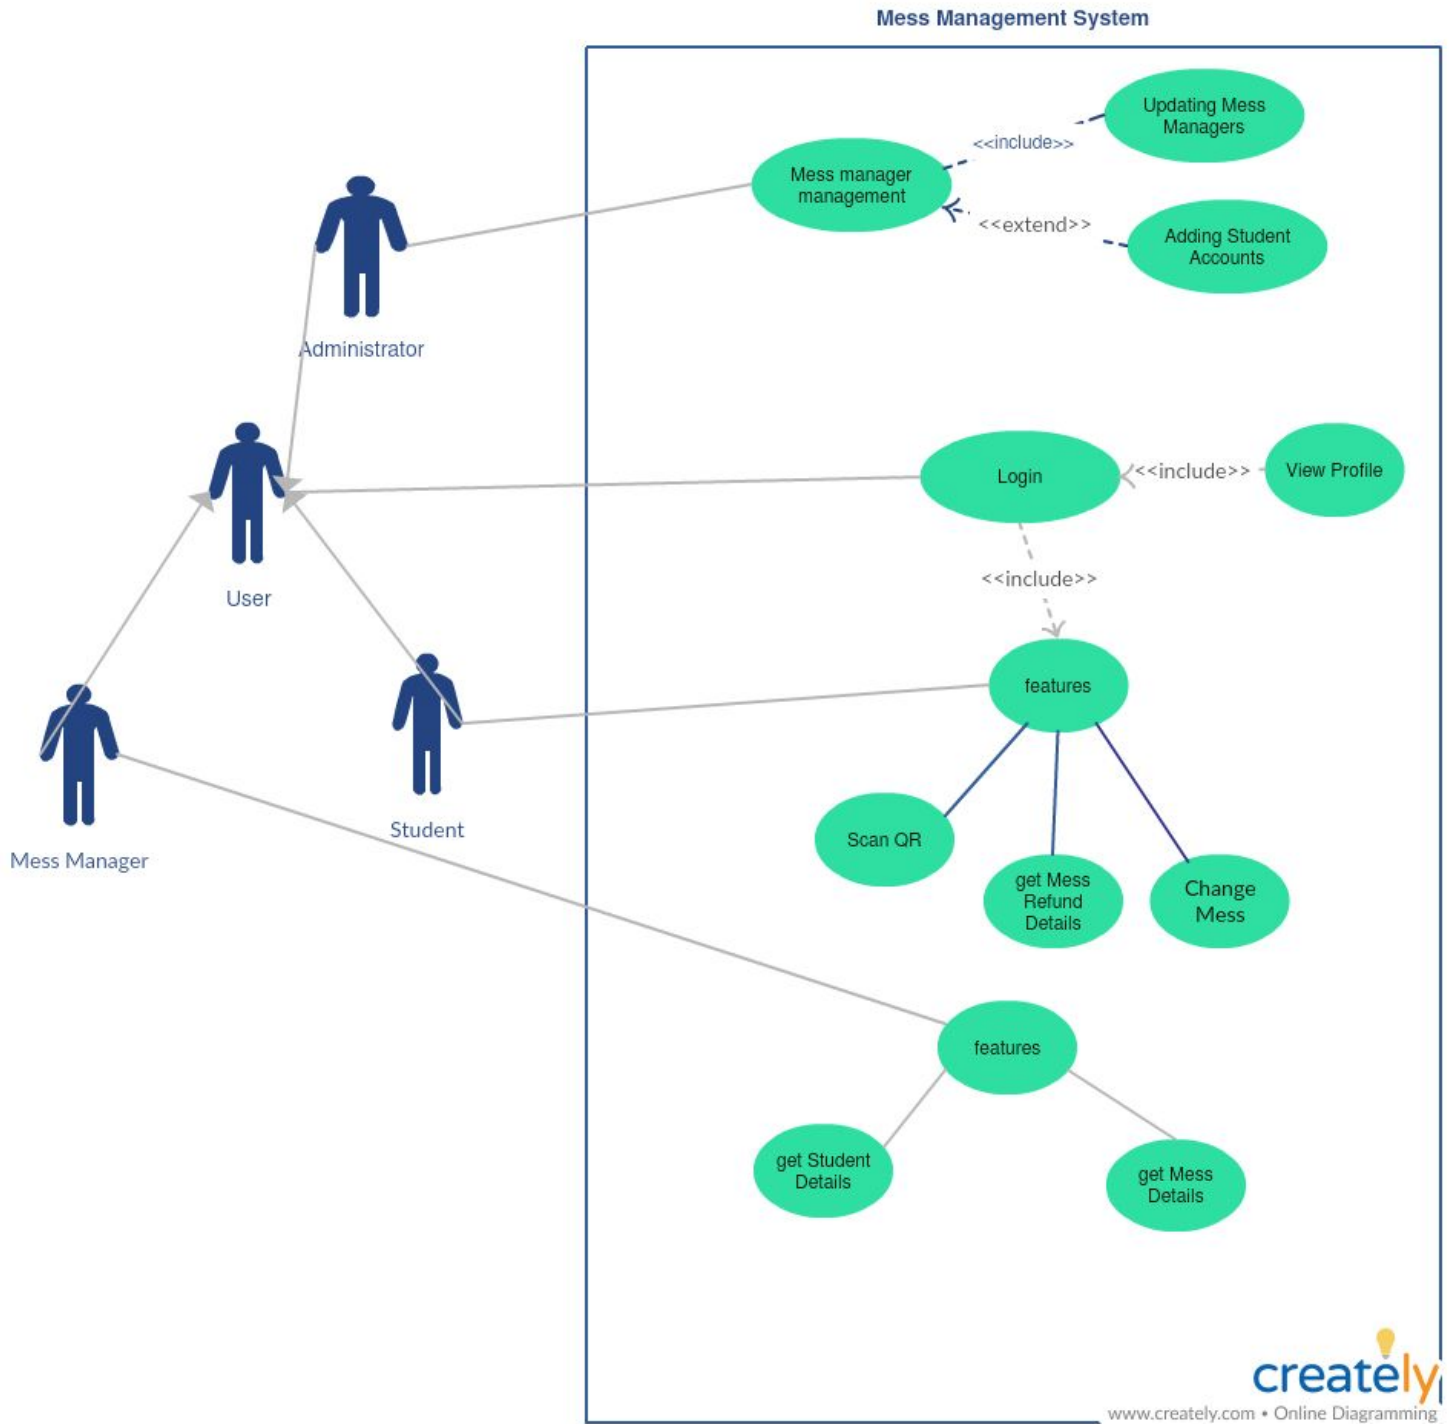 Mess Management System
Updating Mess
Managers
<<include>>
Mess manager
management
<<extend>>
Adding Student
Accounts
Administrator
Login
<<include>>
View Profile
<<include>>
User
features
Student
Mess Manager
Scan QR
get Mess
Refund
Details
Change
Mess
features
get Student
Details
get Mess
Details
creately
www.creately.com • Online Diagramming